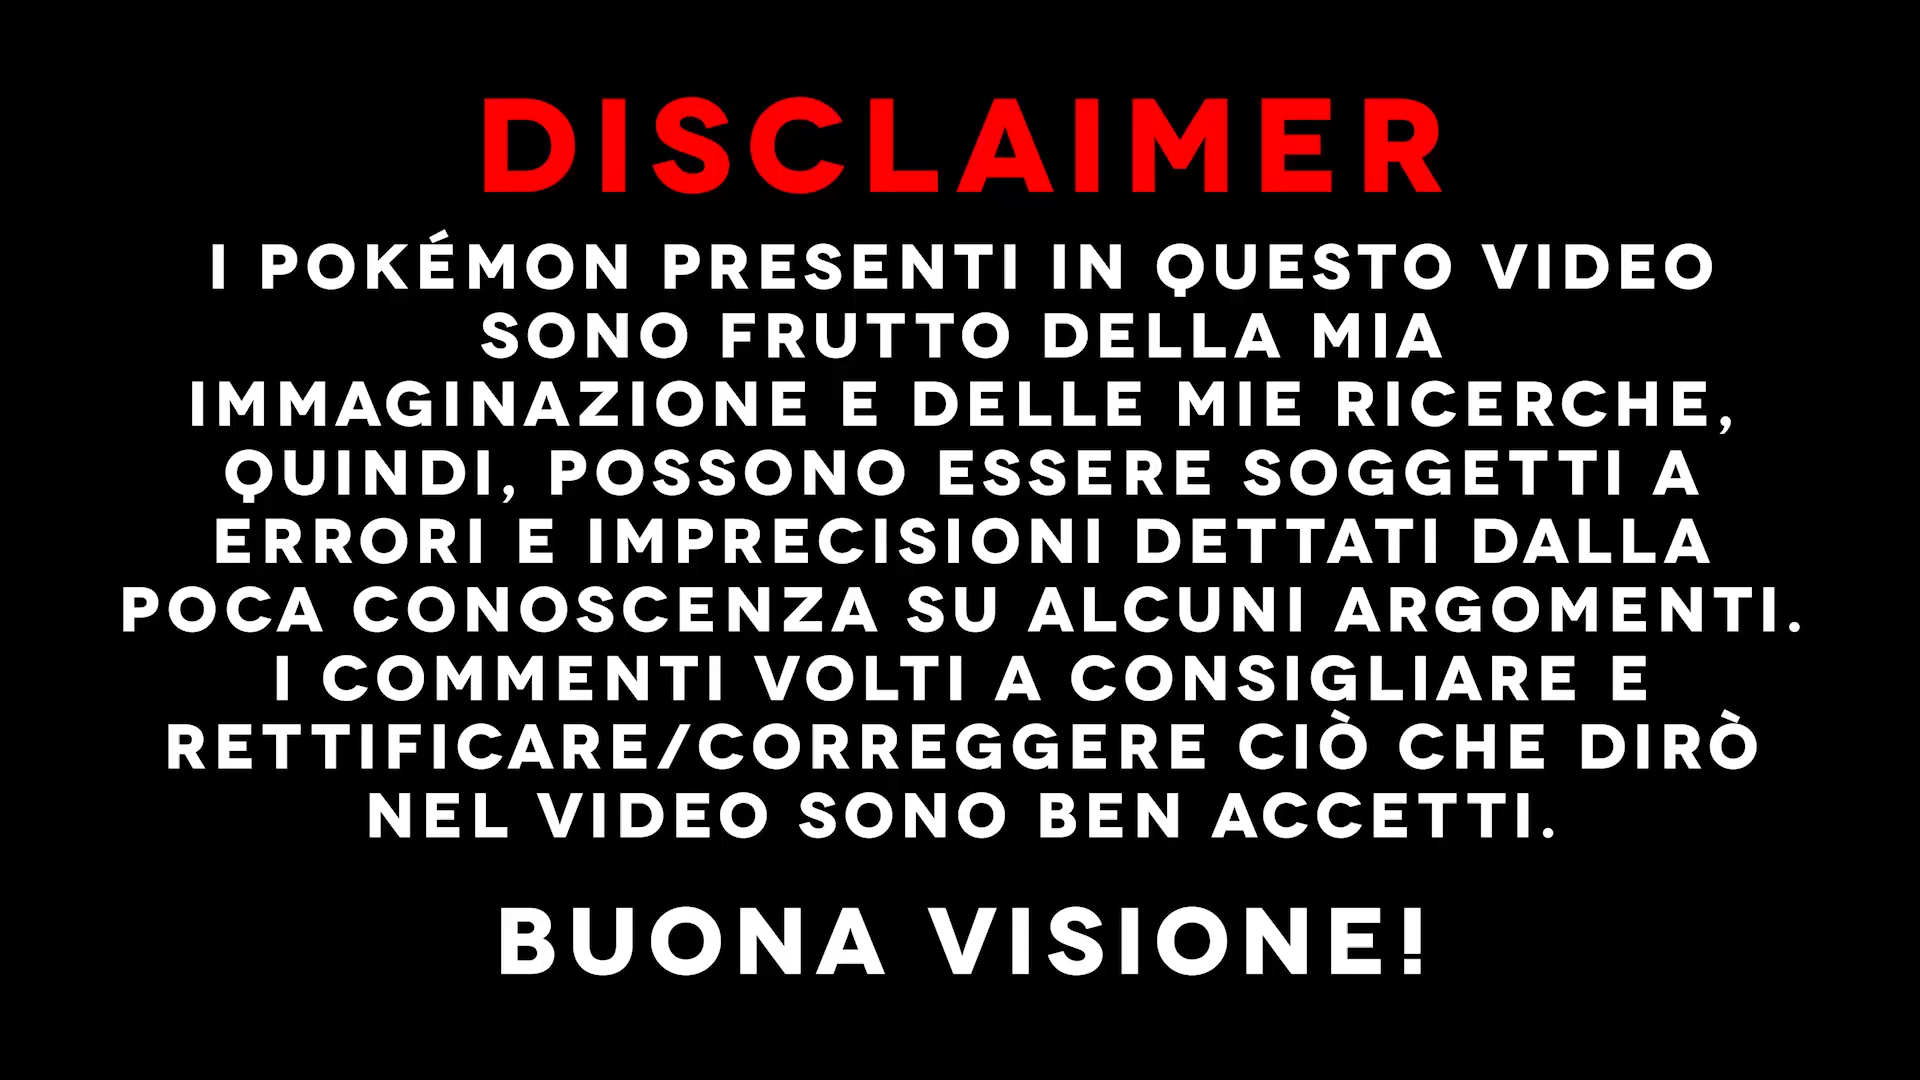 DISCLAIMER
I POKÉMON PRESENTI IN QUESTO VIDEO
SONO FRUTTO DELLA MIA
IMMAGINAZIONE E DELLE MIE RICERCHE,
QUINDI, POSSONO ESSERE SOGGETTI A
ERRORI E IMPRECISIONI DETTATI DALLA
POCA CONOSCENZA SU ALCUNI ARGOMENTI.
I COMMENTI VOLTI A CONSIGLIARE E
RETTIFICARE/CORREGGERE CIÒ CHE DIRÒ
NEL VIDEO SONO BEN ACCETTI.
BUONA VISIONE!